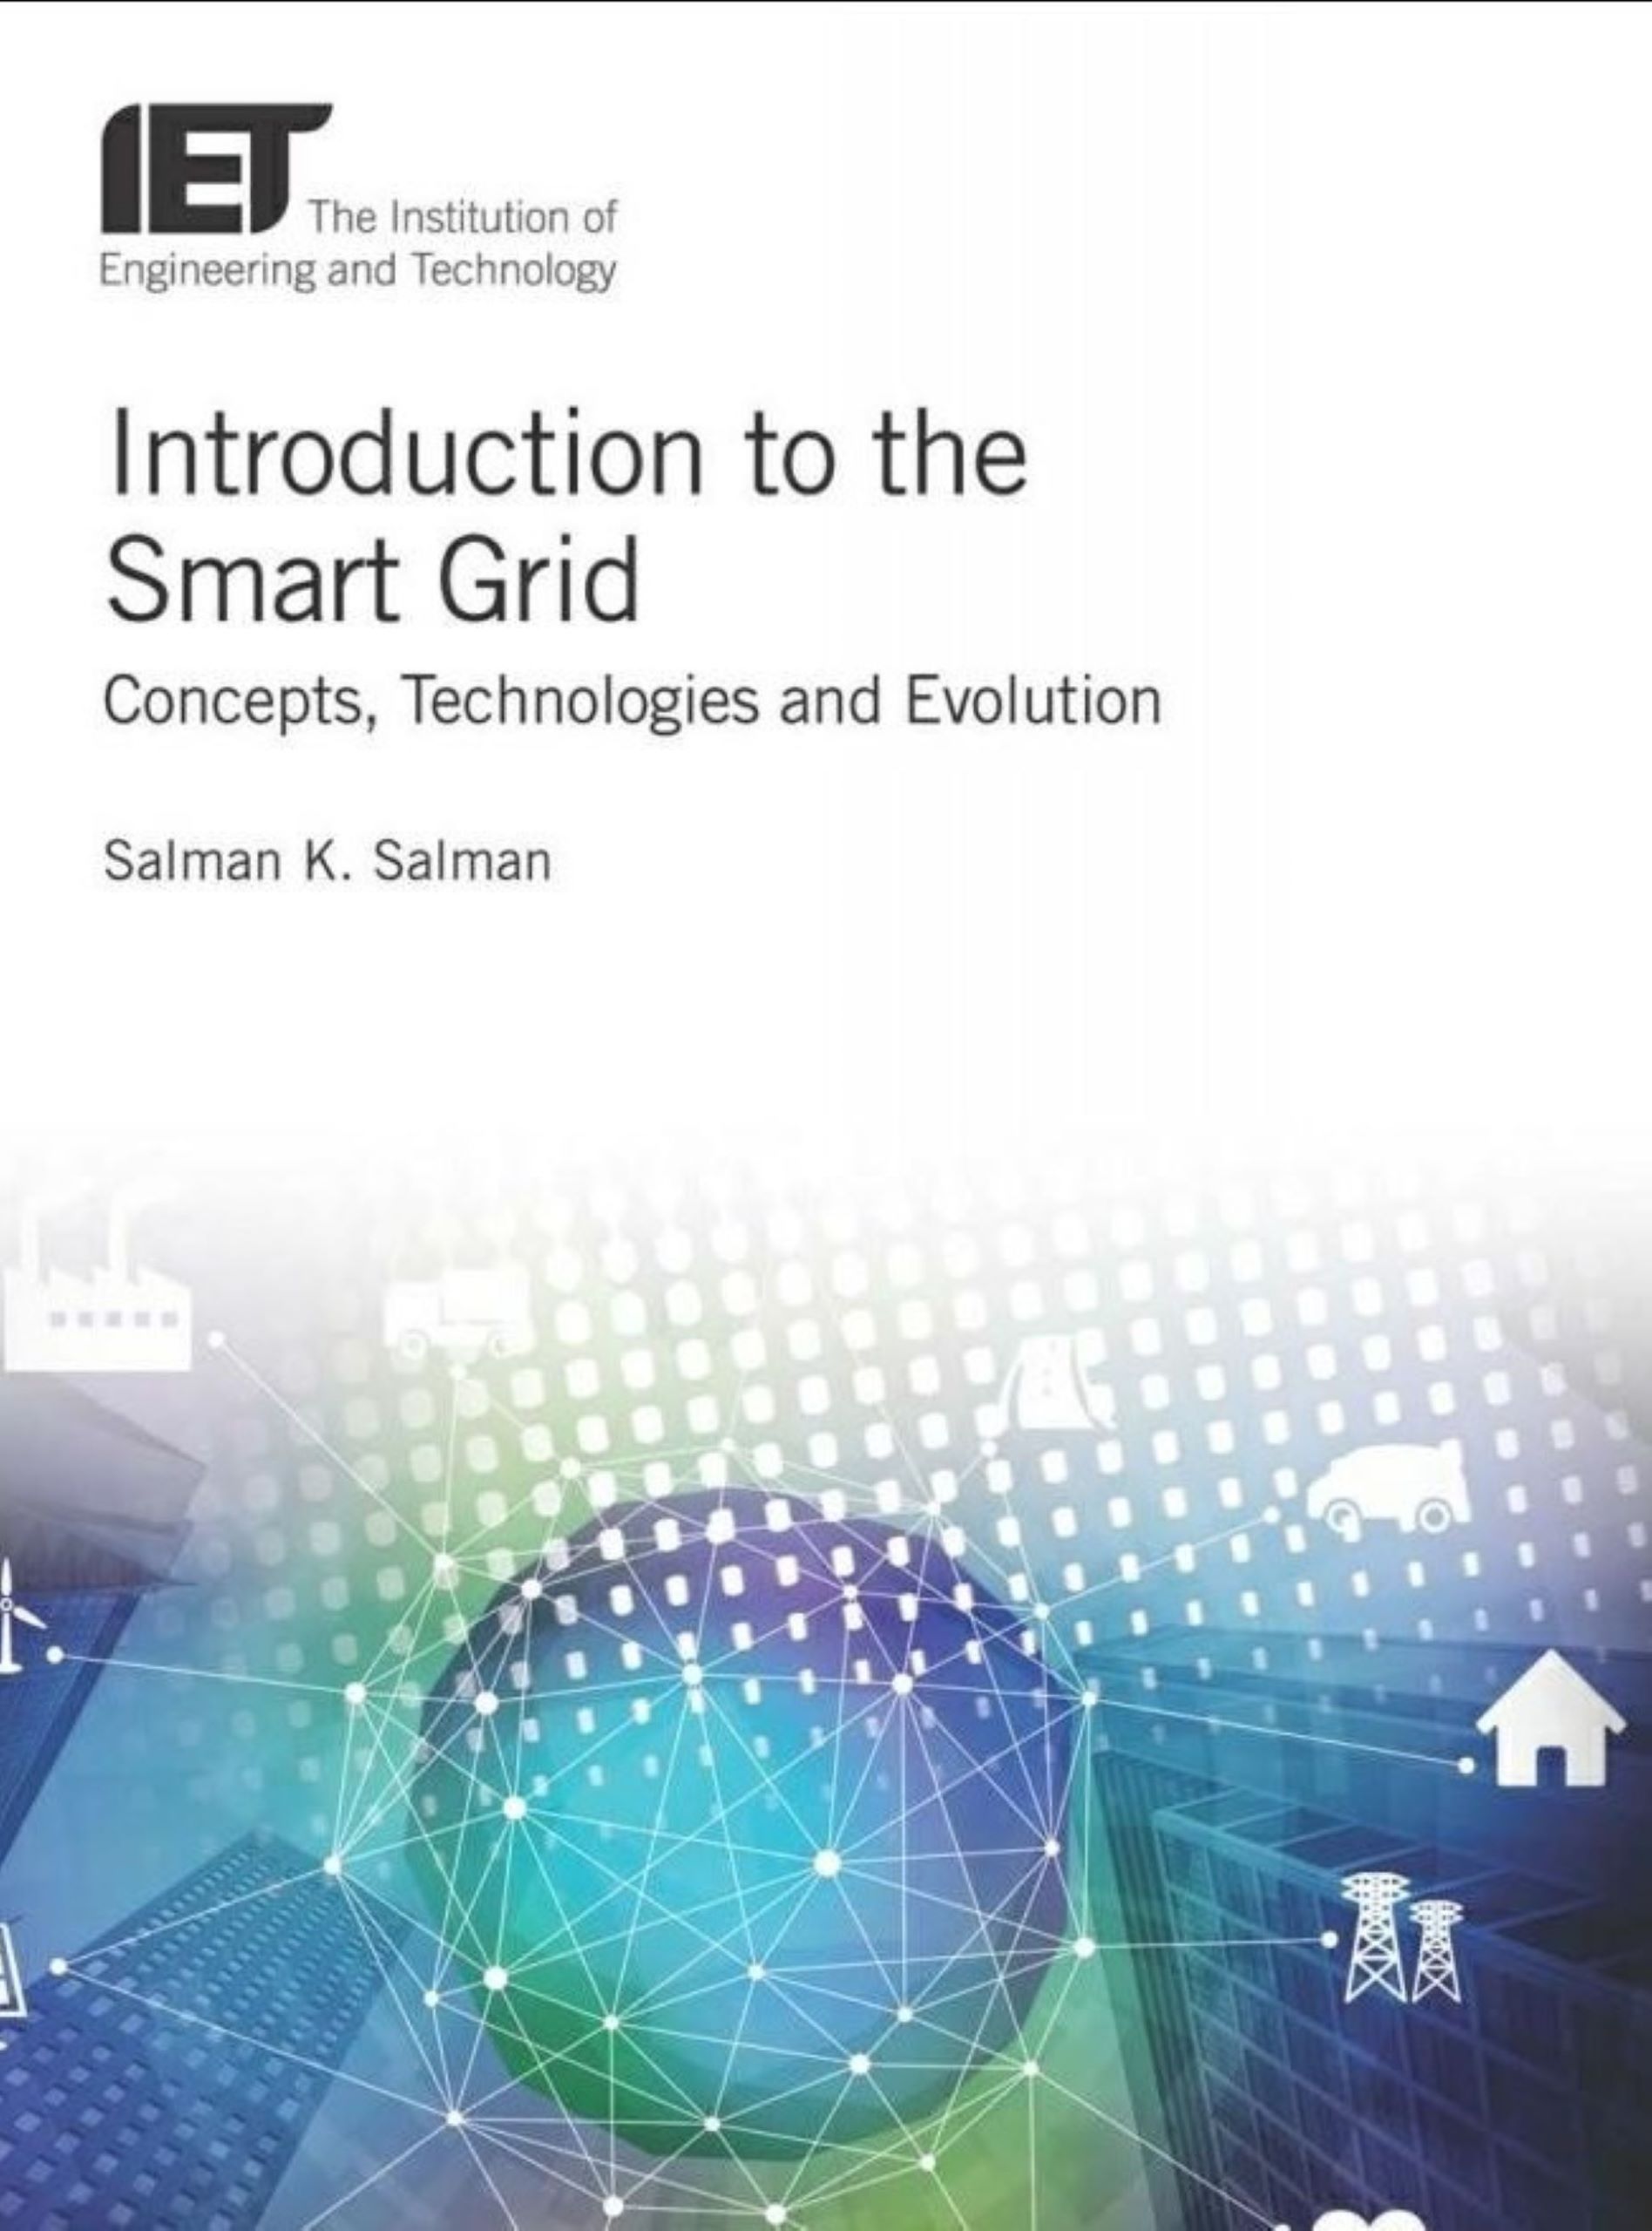 IET The Institution of
Engineering and Technology
Introduction to the
Smart Grid
Concepts, Technologies and Evolution
Salman K. Salman